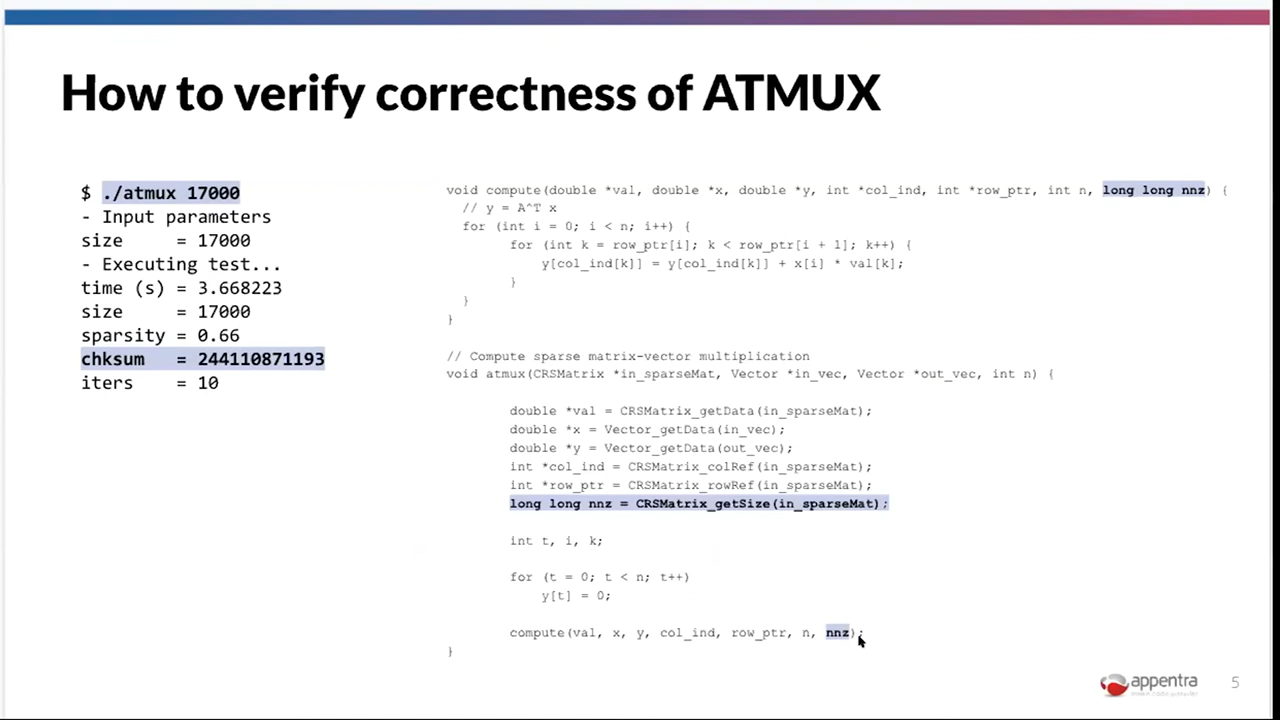 How to verify correctness of ATMUX
$ ./atmux 17000
- Input parameters
size     = 17000
- Executing test...
time (s) = 3.668223
size     = 17000
sparsity = 0.66
chksum   = 244110871193
iters    = 10
void compute(double *val, double *x, double *y, int *col_ind, int *row_ptr, int n, long long nnz) {
// y = A^T x
for (int i = 0; i < n; i++) {
for (int k = row_ptr[i]; k < row_ptr[i + 1]; k++) {
y[col_ind[k]] = y[col_ind[k]] + x[i] * val[k];
}
}
}
// Compute sparse matrix-vector multiplication
void atmux(CRSMatrix *in_sparseMat, Vector *in_vec, Vector *out_vec, int n) {
double *val = CRSMatrix_getData(in_sparseMat);
double *x = Vector_getData(in_vec);
double *y = Vector_getData(out_vec);
int *col_ind = CRSMatrix_colRef(in_sparseMat);
int *row_ptr = CRSMatrix_rowRef(in_sparseMat);
long long nnz = CRSMatrix_getSize(in_sparseMat);
int t, i, k;
for (t = 0; t < n; t++)
y[t] = 0;
compute(val, x, y, col_ind, row_ptr, n, nnz);
}
appentra
5